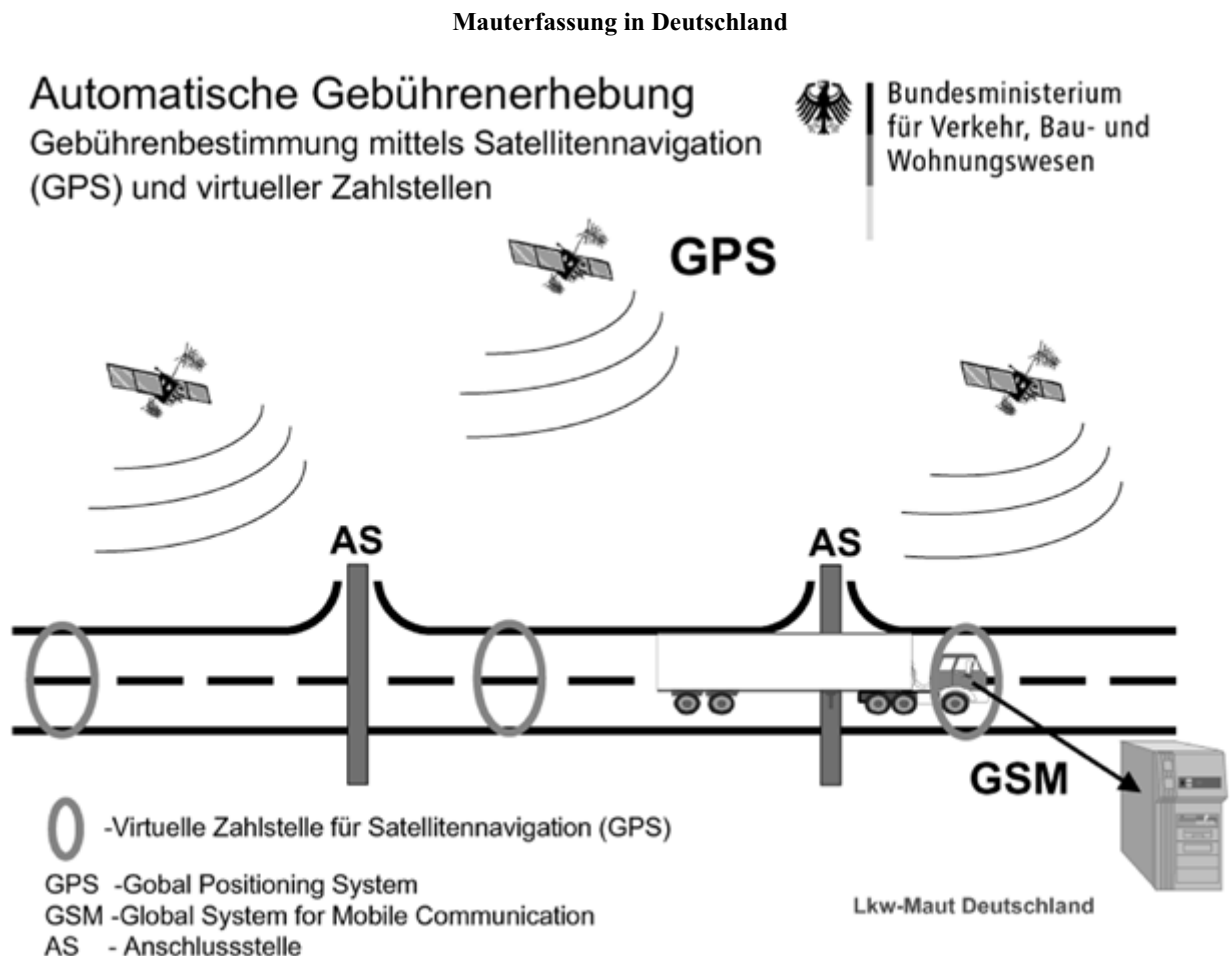 Mauterfassung in Deutschland
Automatische Gebührenerhebung
Gebührenbestimmung mittels Satellitennavigation
(GPS) und virtueller Zahlstellen
Bundesministerium
für Verkehr, Bau- und
Wohnungswesen
GPS
AS
AS
GSM
-Virtuelle Zahlstelle für Satellitennavigation (GPS)
GPS -Gobal Positioning System
GSM -Global System for Mobile Communication
AS - Anschlussstelle
Lkw-Maut Deutschland